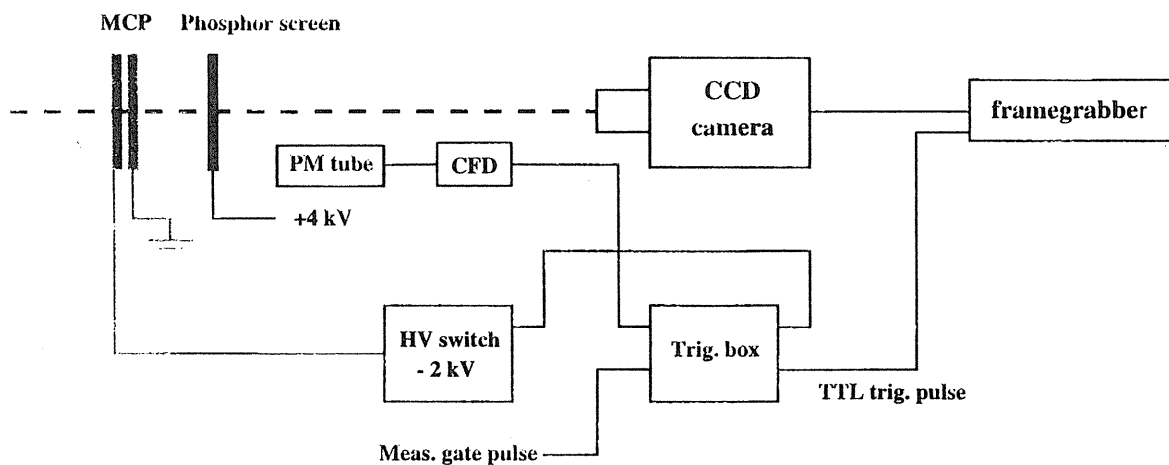 MCP
Phosphor screen
CCD
camera
framegrabber
PM tube
CFD
+4 kV
HV switch
- 2 kV
Trig. box
TTL trig. pulse
Meas. gate pulse